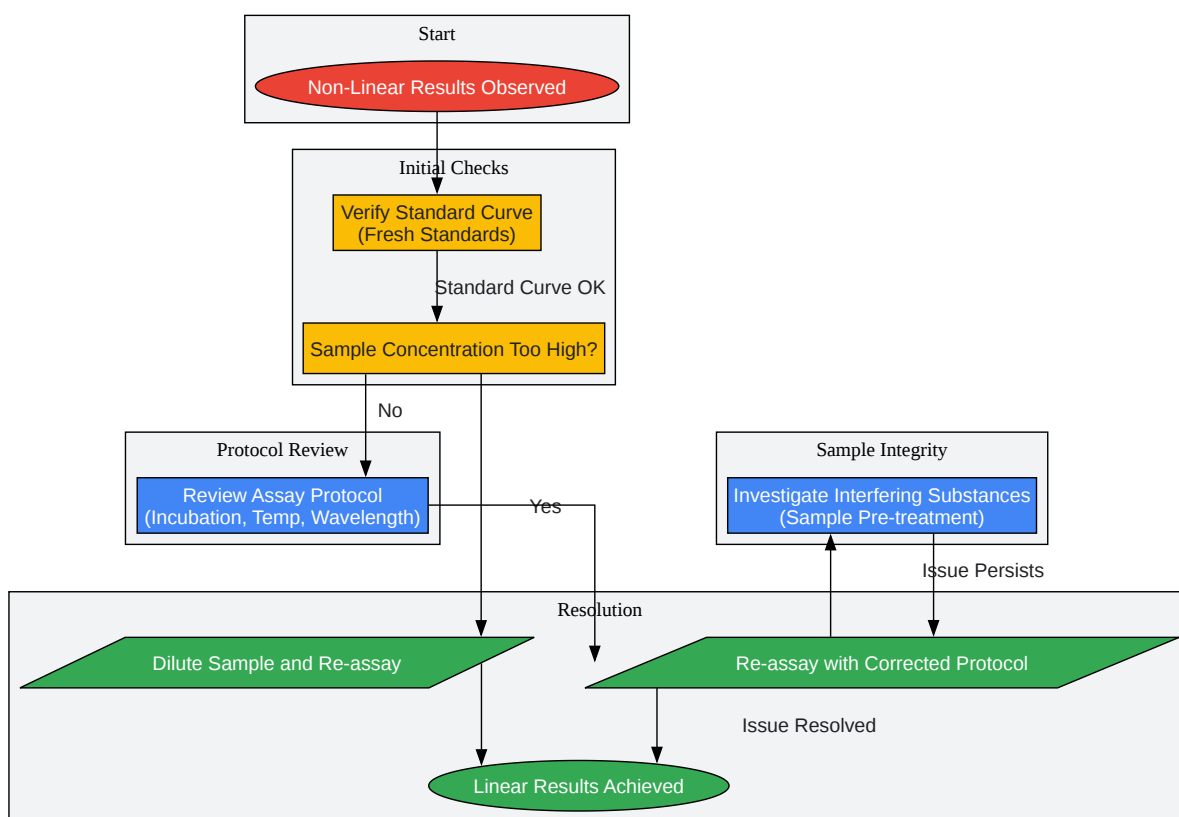 Start
Non-Linear Results Observed
Initial Checks
Verify Standard Curve
(Fresh Standards)
Standard Curve OK
Sample Concentration Too High?
No
Protocol Review
Review Assay Protocol
(Incubation, Temp, Wavelength)
Yes
Sample Integrity
Investigate Interfering Substances
(Sample Pre-treatment)
Issue Persists
Resolution
Dilute Sample and Re-assay
Re-assay with Corrected Protocol
Issue Resolved
Linear Results Achieved